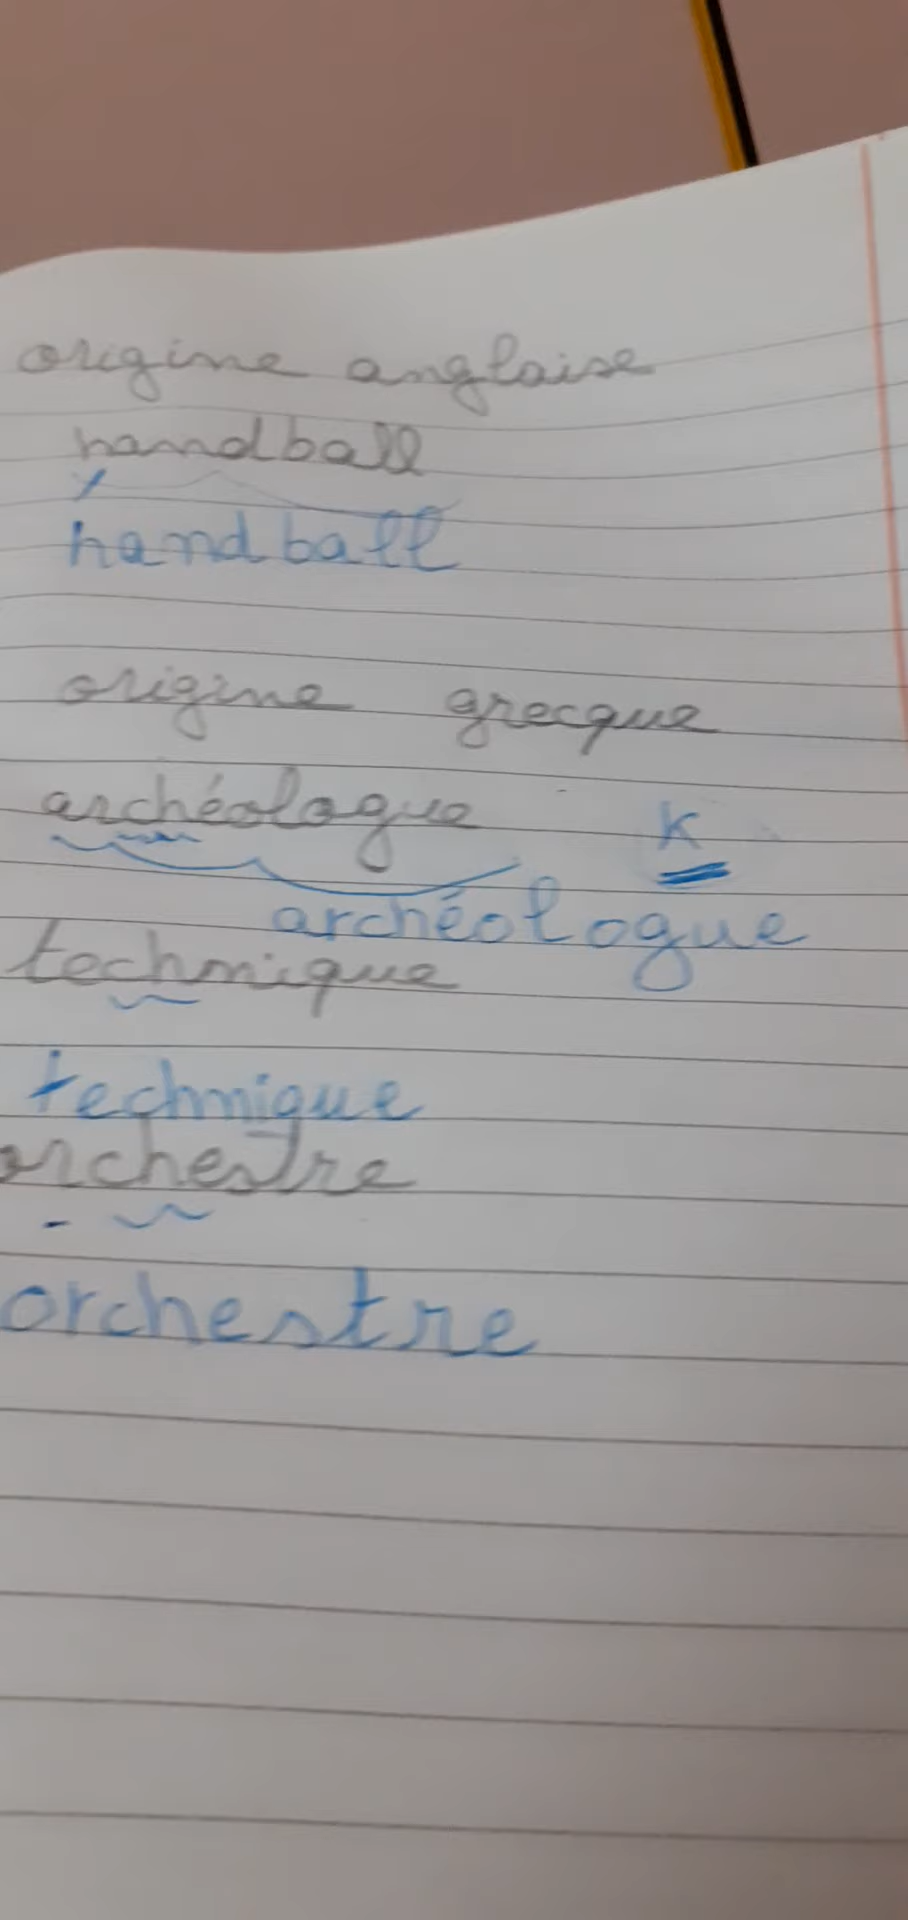 origine anglaise
handball
handball
origine grecque
archéologue K
archéologue
technique
technique
orchestre
orchestre